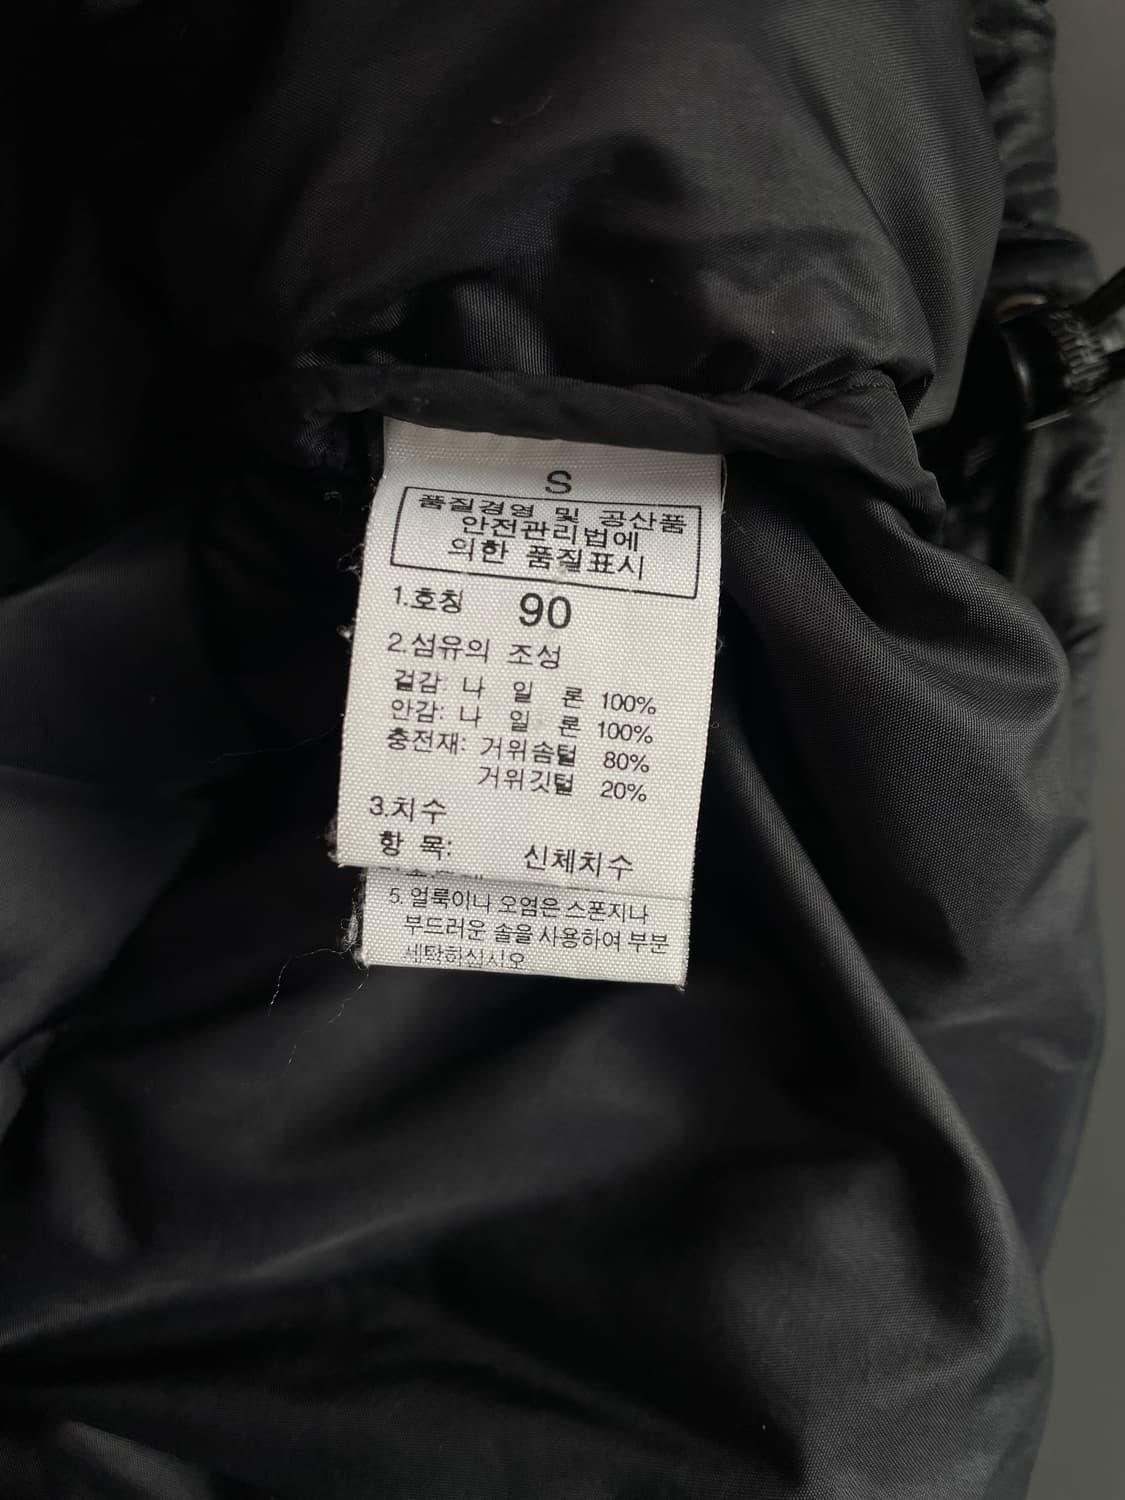 S
품질경영 및 공산품
안전관리법에
의한 품질표시
1.호칭 90
2.섬유의 조성
겉감: 나 일 론 100%
안감: 나 일 론 100%
충전재: 거위솜털 80%
거위깃털 20%
3.치수
항 목: 신체치수
5. 얼룩이나 오염은 스폰지나
부드러운 솔을 사용하여 부분
세탁하십시오